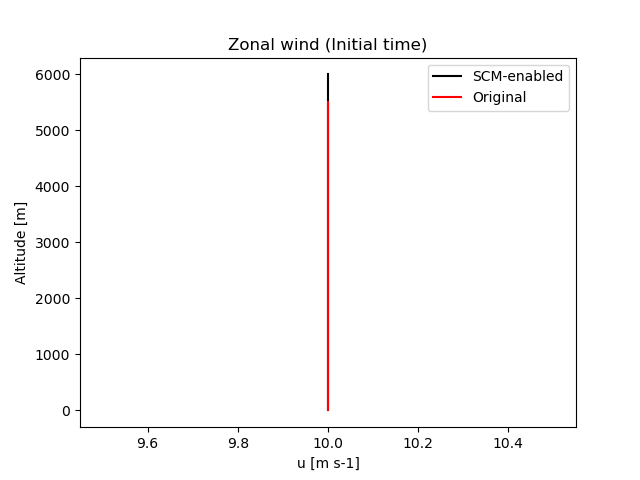 Zonal wind (Initial time)
SCM-enabled
Original
6000
5000
4000
3000
2000
1000
0
Altitude [m]
9.6 9.8 10.0 10.2 10.4
u [m s-1]